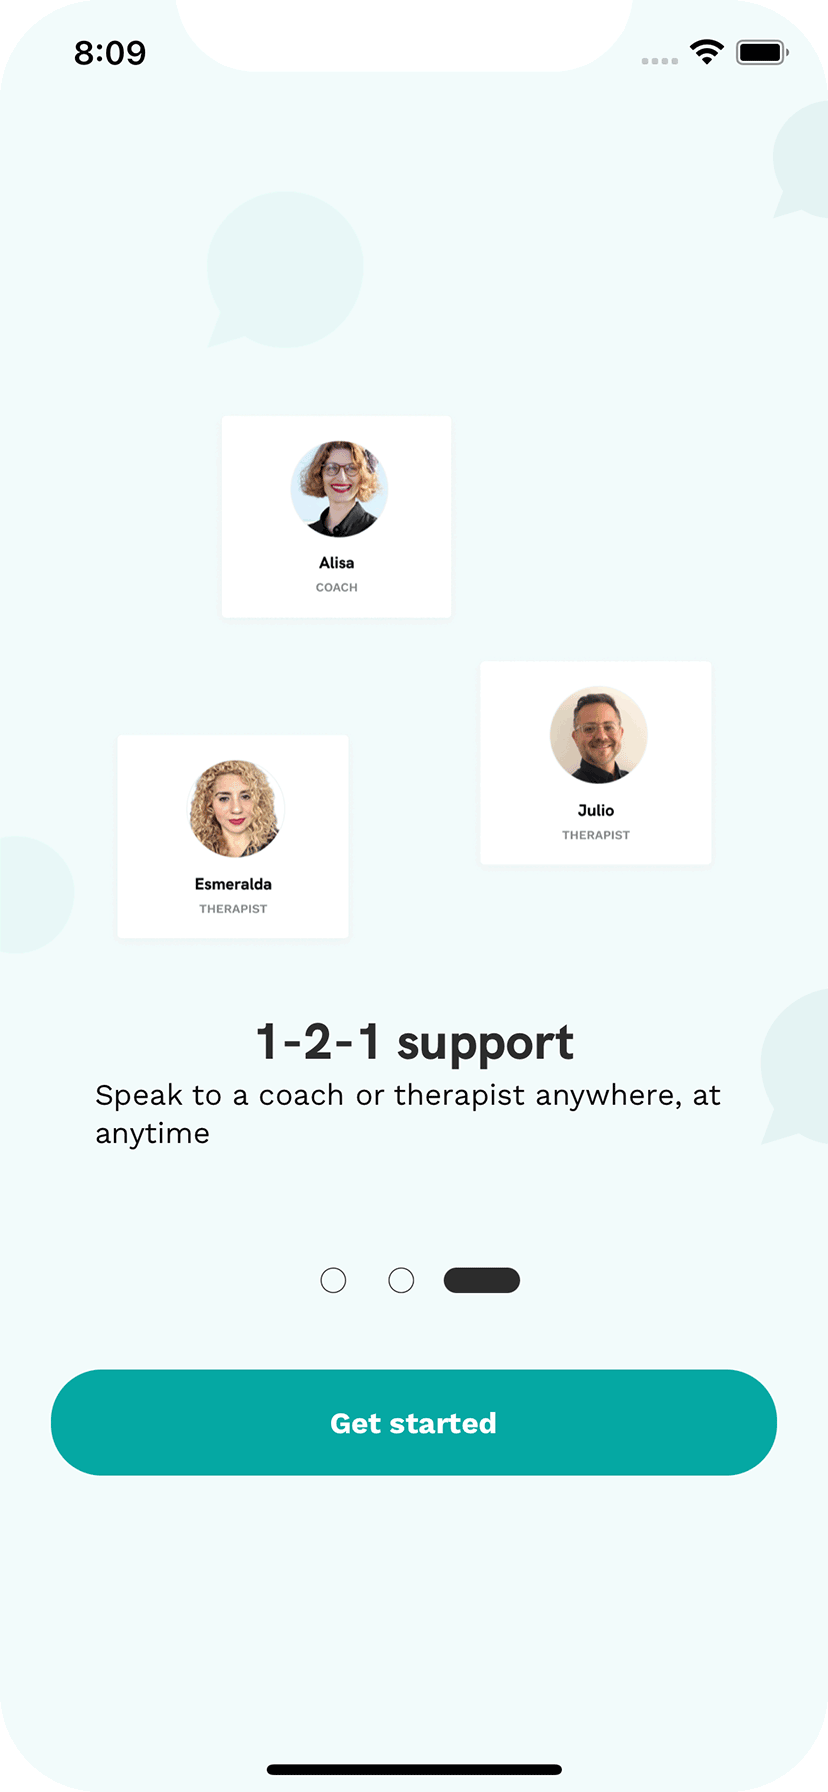 8:09
Alisa
COACH
Julio
THERAPIST
Esmeralda
THERAPIST
1-2-1 support
Speak to a coach or therapist anywhere, at
anytime
Get started